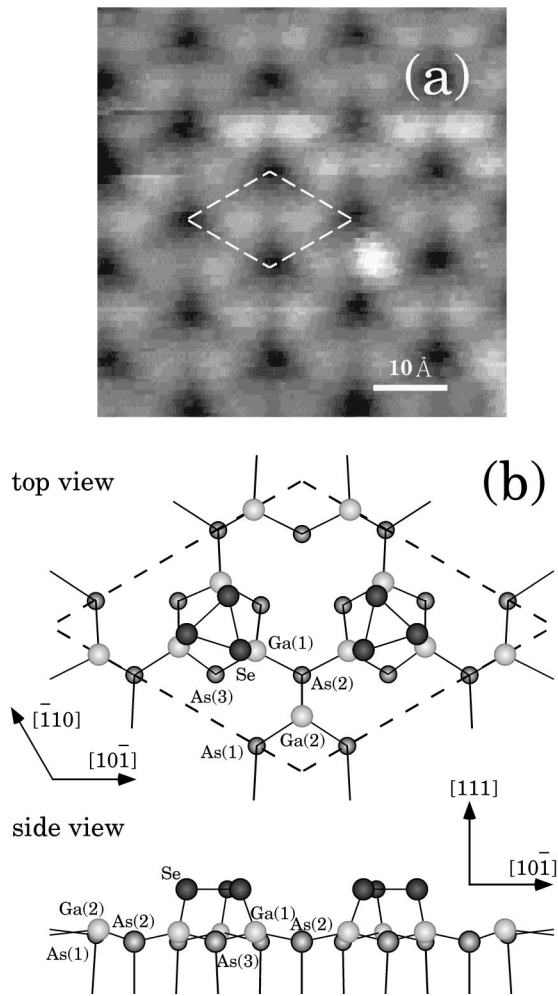 (a)
10 Å
top view
(b)
Ga(1)
Se
As(2)
As(3)
[1̄10]
As(1)
Ga(2)
[101̄]
[111]
side view
Se
[101̄]
Ga(2)
As(2)
Ga(1)
As(2)
As(1)
As(3)